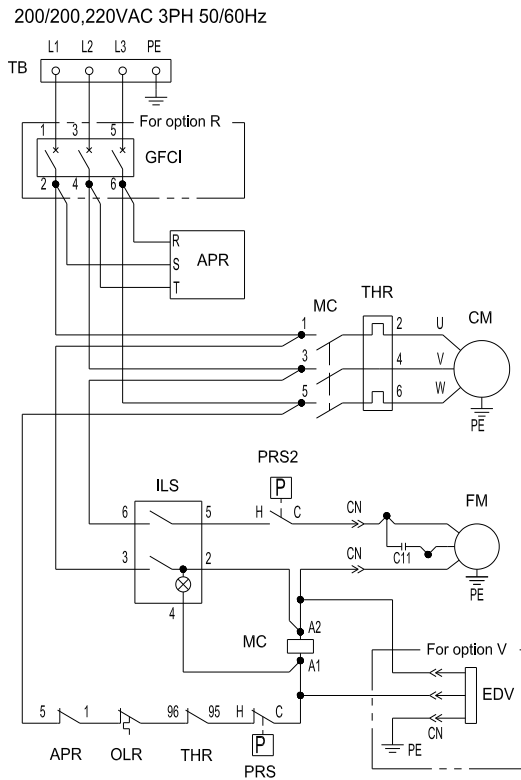 200/200,220VAC 3PH 50/60Hz
L1 L2 L3 PE
TB
For option R
1 3 5
GFCI
2 4 6
R
S
T
APR
MC THR
1 2 U CM
3 4 V
5 6 W
PE
PRS2
P
ILS
6 5 H C CN FM
3 2 CN C11
4
PE
A2
MC
A1
For option V
EDV
CN
PE
5 1 96 95 H C
P
APR OLR THR
PRS